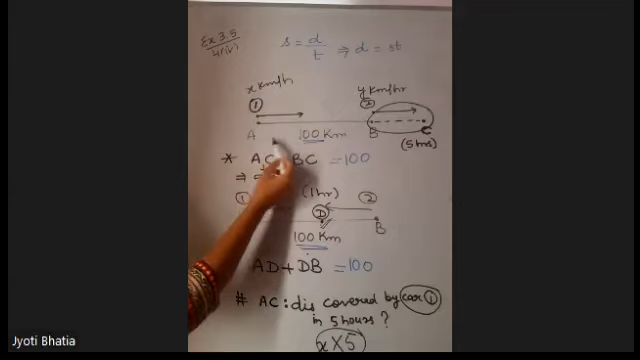 Ex 3.5
4(iv)
s = d/t ⇒ d = st
x km/h
y km/hr
① ②
A 100 Km B C
(5 hrs)
* AC BC = 100
⇒
① (1hr) ②
D B
100 Km
AD + DB = 100
# AC : dis covered by car ①
in 5 hours ?
x X 5
Jyoti Bhatia